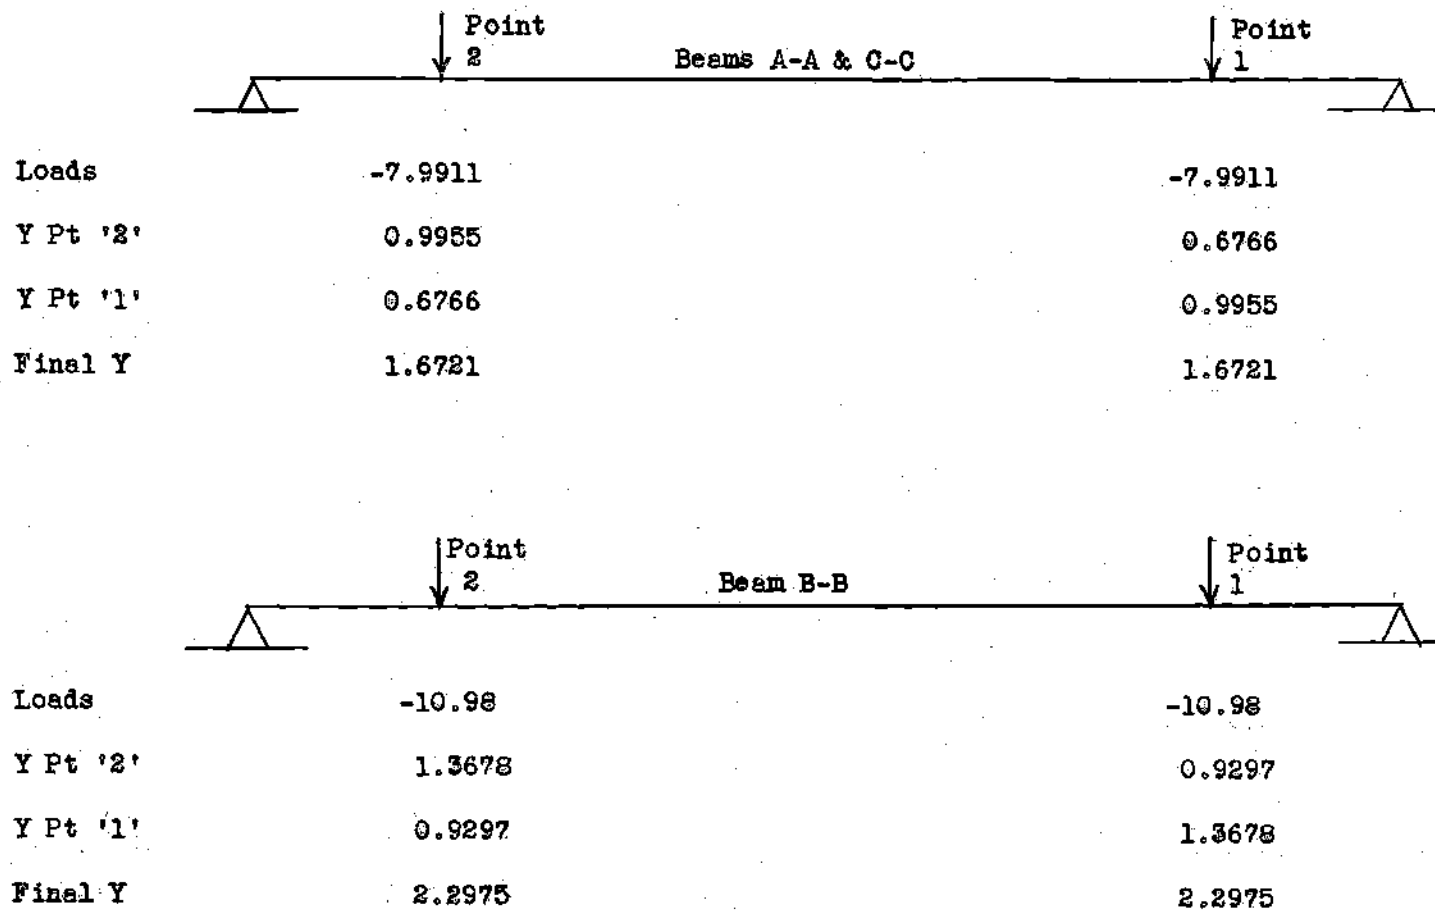 Point Point
2 Beams A-A & C-C 1
Loads -7.9911 -7.9911
Y Pt '2' 0.9955 0.6766
Y Pt '1' 0.6766 0.9955
Final Y 1.6721 1.6721
Point Point
2 Beam B-B 1
Loads -10.98 -10.98
Y Pt '2' 1.3678 0.9297
Y Pt '1' 0.9297 1.3678
Final Y 2.2975 2.2975